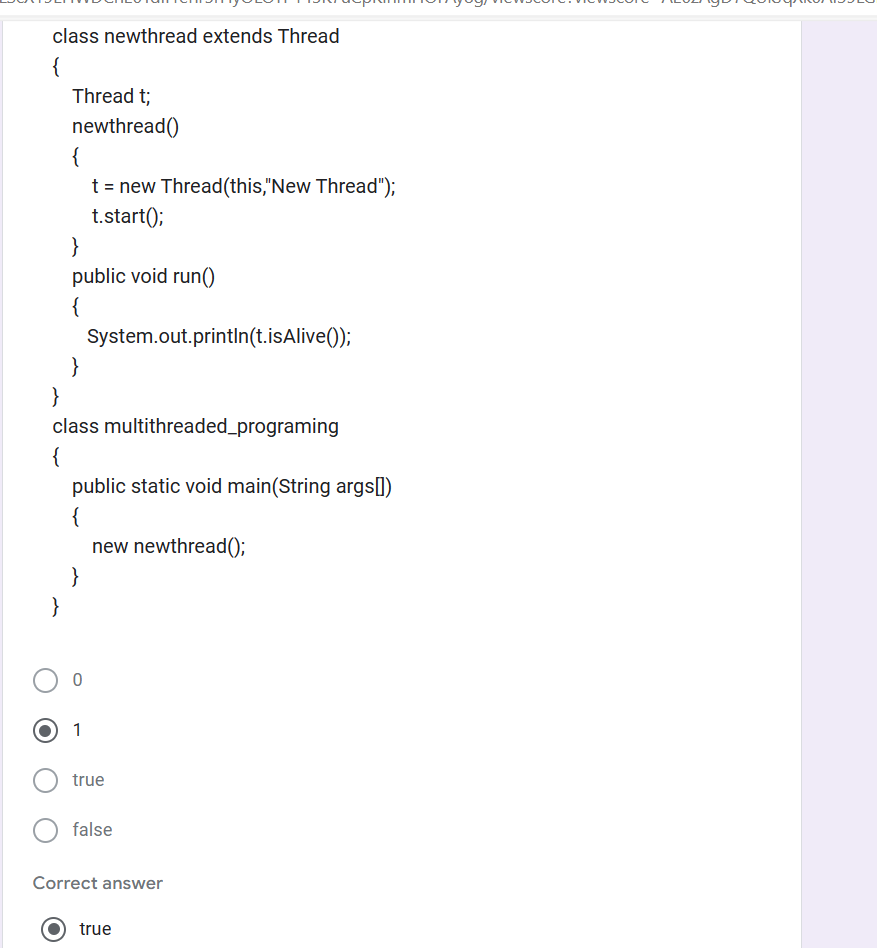 class newthread extends Thread
{
Thread t;
newthread()
{
t = new Thread(this,"New Thread");
t.start();
}
public void run()
{
System.out.println(t.isAlive());
}
}
class multithreaded_programing
{
public static void main(String args[])
{
new newthread();
}
}
0
1
true
false
Correct answer
true